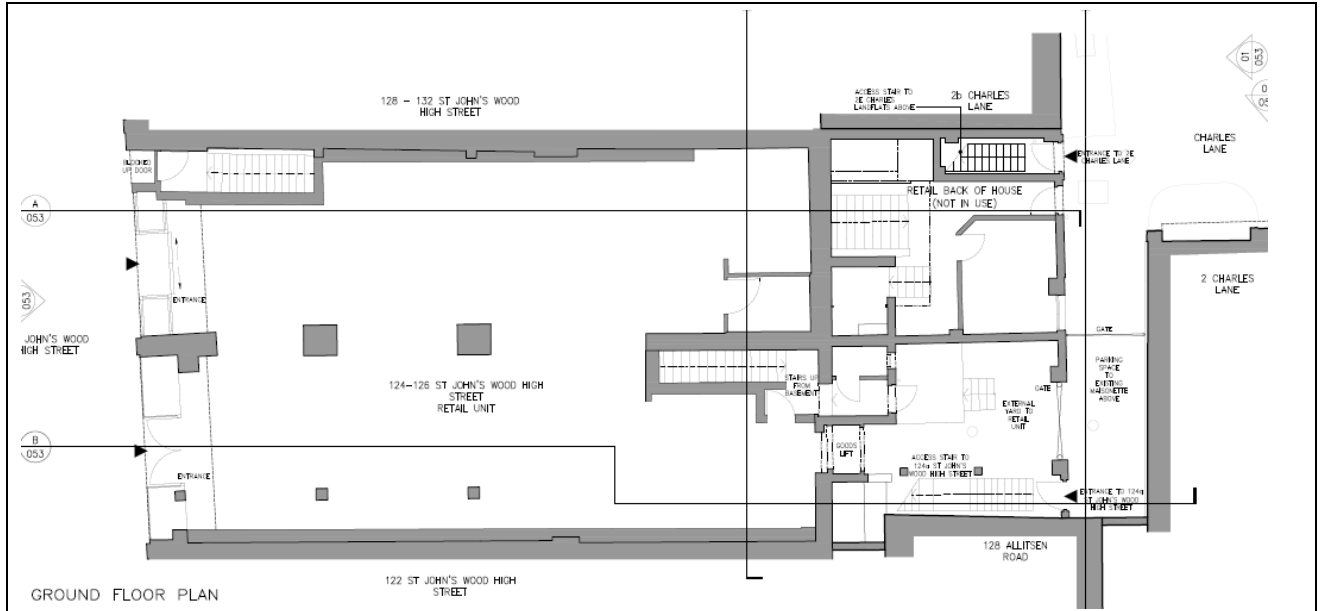 128 - 132 ST JOHN'S WOOD
HIGH STREET
ACCESS STAIR TO
2E CHARLES
LANDFLATS ABOVE
2b CHARLES
LANE
01
053
CHARLES
LANE
BLOCKED
UP DOOR
ENTRANCE TO 2E
CHARLES LANE
RETAIL BACK OF HOUSE
(NOT IN USE)
A
053
2 CHARLES
LANE
053
ENTRANCE
JOHN'S WOOD
HIGH STREET
GATE
PARKING
SPACE
TO
EXISTING
MAISONETTE
ABOVE
124-126 ST JOHN'S WOOD HIGH
STREET
RETAIL UNIT
STAIRS UP
FROM
BASEMENT
GATE
EXTERNAL
YARD TO
RETAIL
UNIT
B
053
GOODS
LIFT
ENTRANCE
ACCESS STAIR TO
124a ST JOHN'S
WOOD HIGH STREET
ENTRANCE TO 124a
ST JOHN'S WOOD
HIGH STREET
128 ALLITSEN
ROAD
122 ST JOHN'S WOOD HIGH
STREET
GROUND FLOOR PLAN